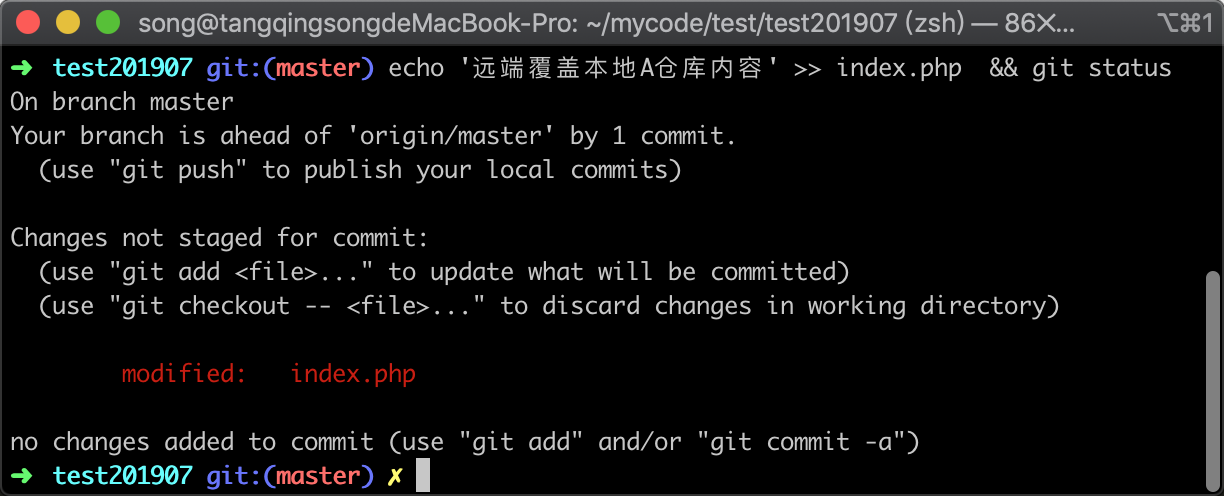 song@tangqingsongdeMacBook-Pro: ~/mycode/test/test201907 (zsh) — 86×... ⌥⌘1
➜ test201907 git:(master) echo '远端覆盖本地A仓库内容' >> index.php  && git status
On branch master
Your branch is ahead of 'origin/master' by 1 commit.
  (use "git push" to publish your local commits)
Changes not staged for commit:
  (use "git add <file>..." to update what will be committed)
  (use "git checkout -- <file>..." to discard changes in working directory)
        modified:   index.php
no changes added to commit (use "git add" and/or "git commit -a")
➜ test201907 git:(master) ✗